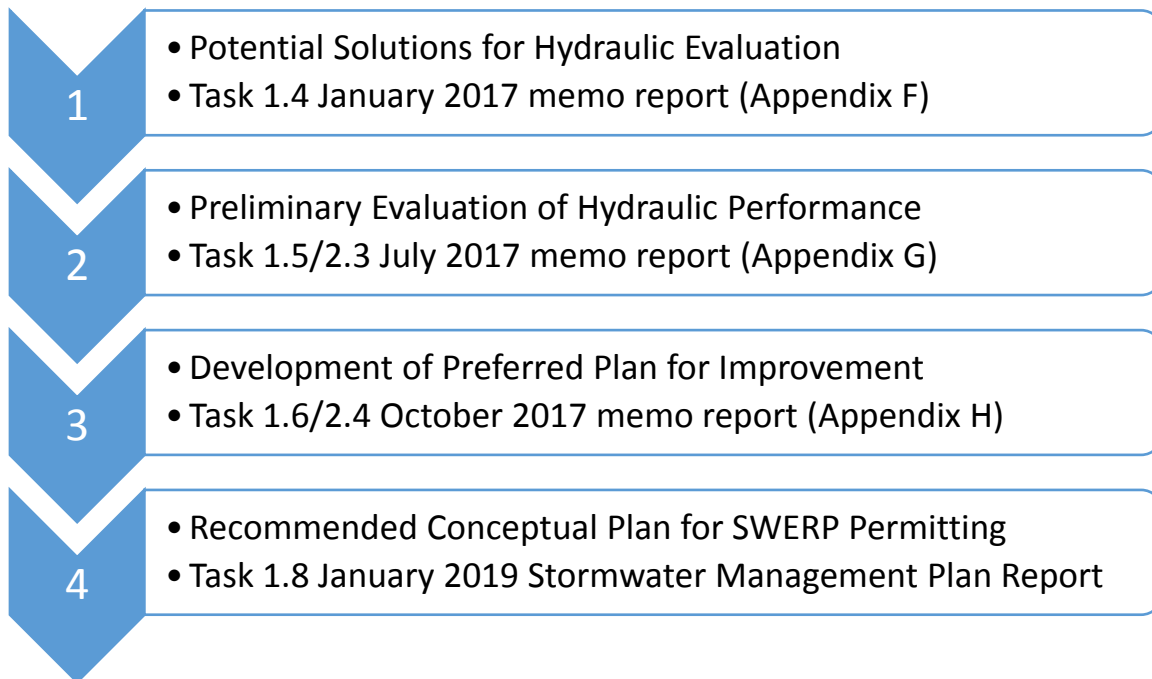 1
• Potential Solutions for Hydraulic Evaluation
• Task 1.4 January 2017 memo report (Appendix F)
2
• Preliminary Evaluation of Hydraulic Performance
• Task 1.5/2.3 July 2017 memo report (Appendix G)
3
• Development of Preferred Plan for Improvement
• Task 1.6/2.4 October 2017 memo report (Appendix H)
4
• Recommended Conceptual Plan for SWERP Permitting
• Task 1.8 January 2019 Stormwater Management Plan Report